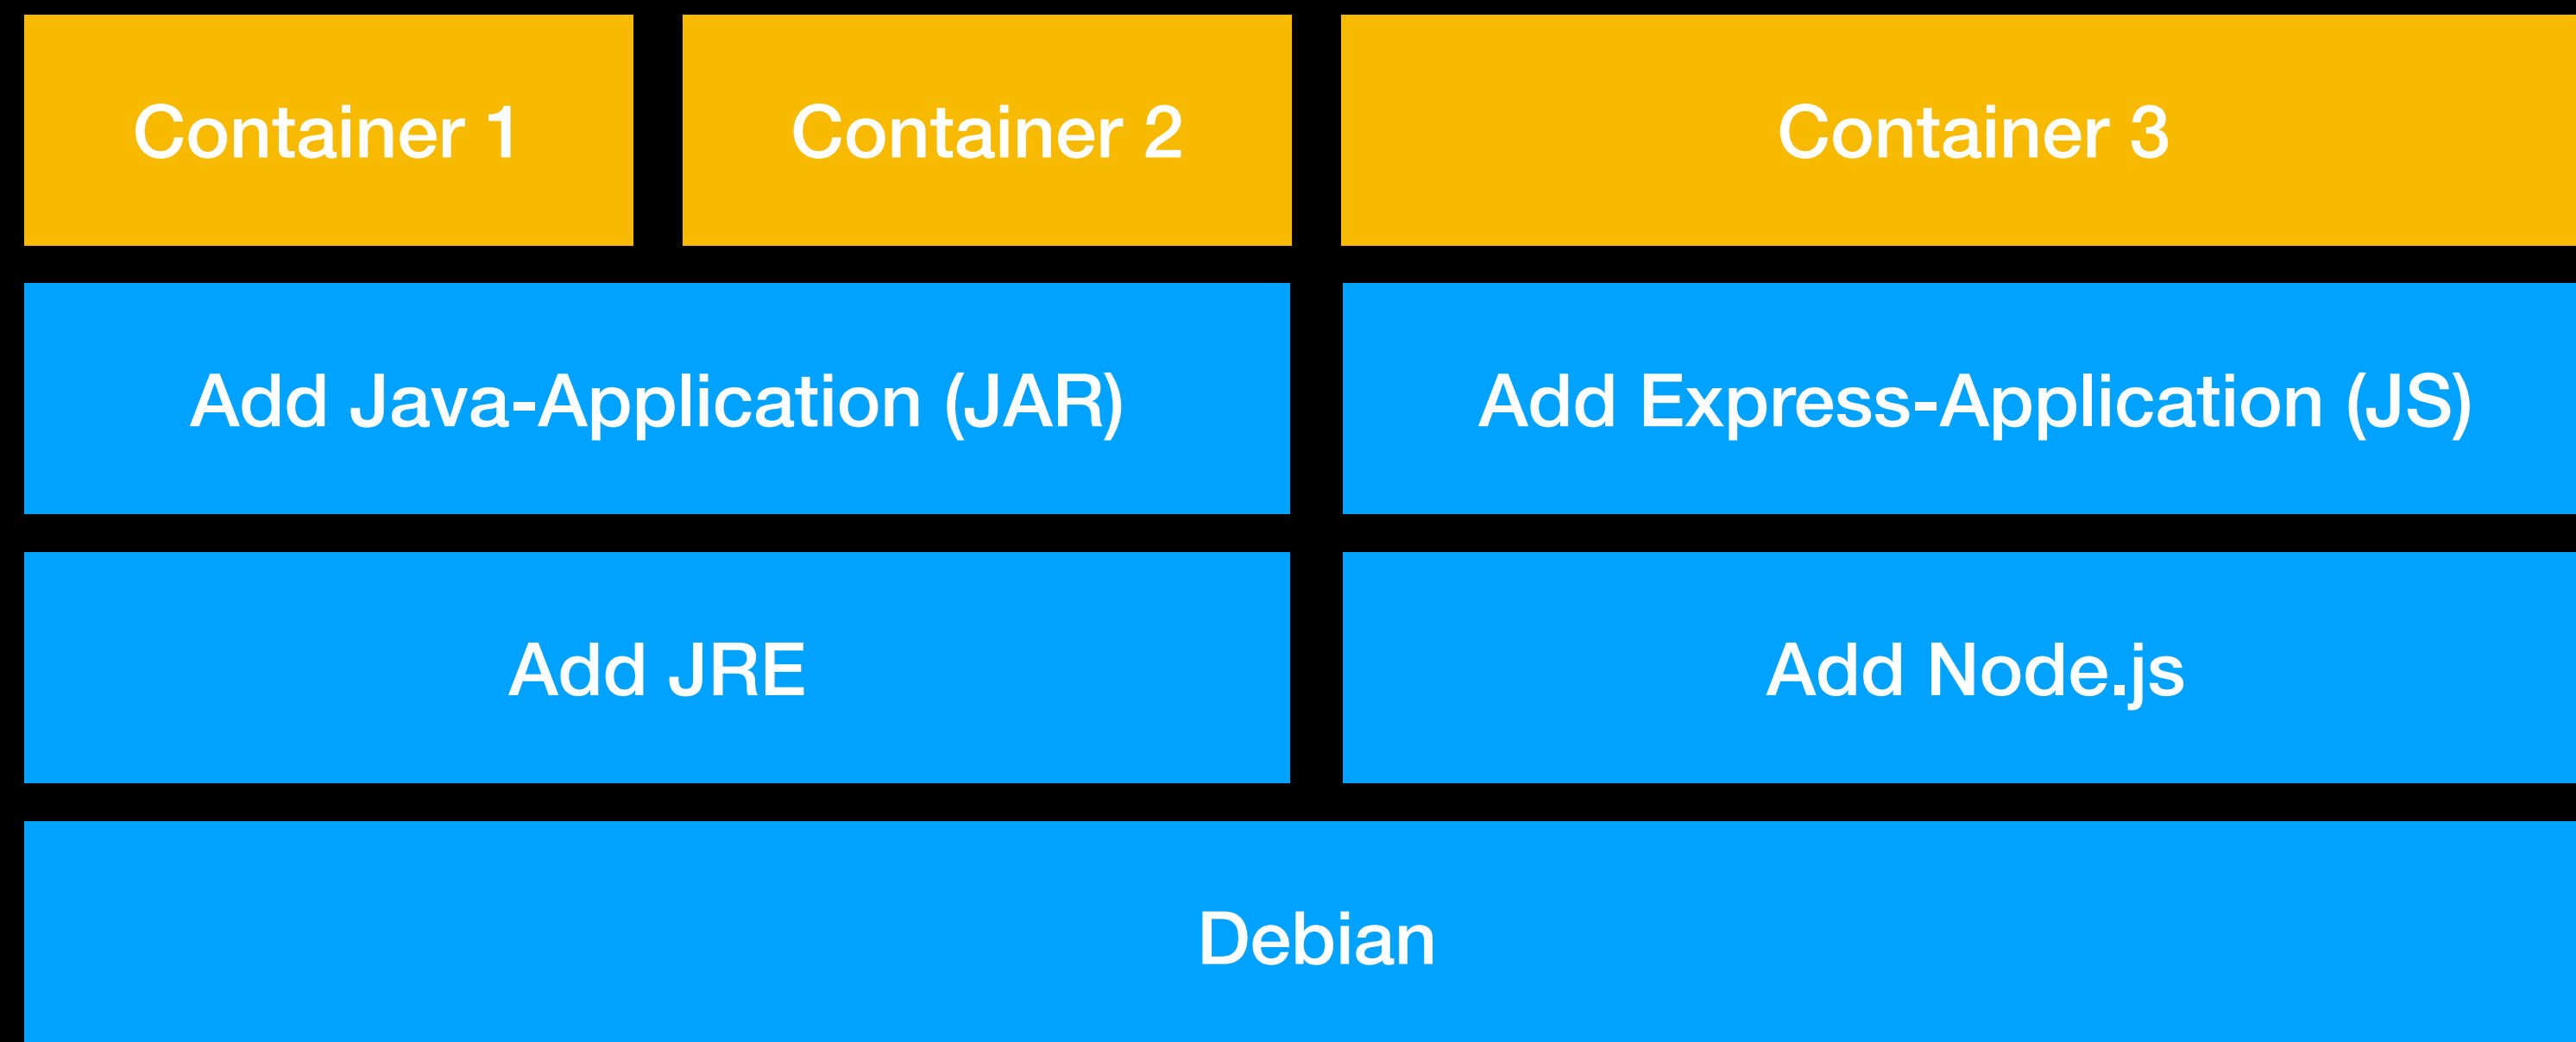 Container 1
Container 2
Container 3
Add Java-Application (JAR)
Add Express-Application (JS)
Add JRE
Add Node.js
Debian